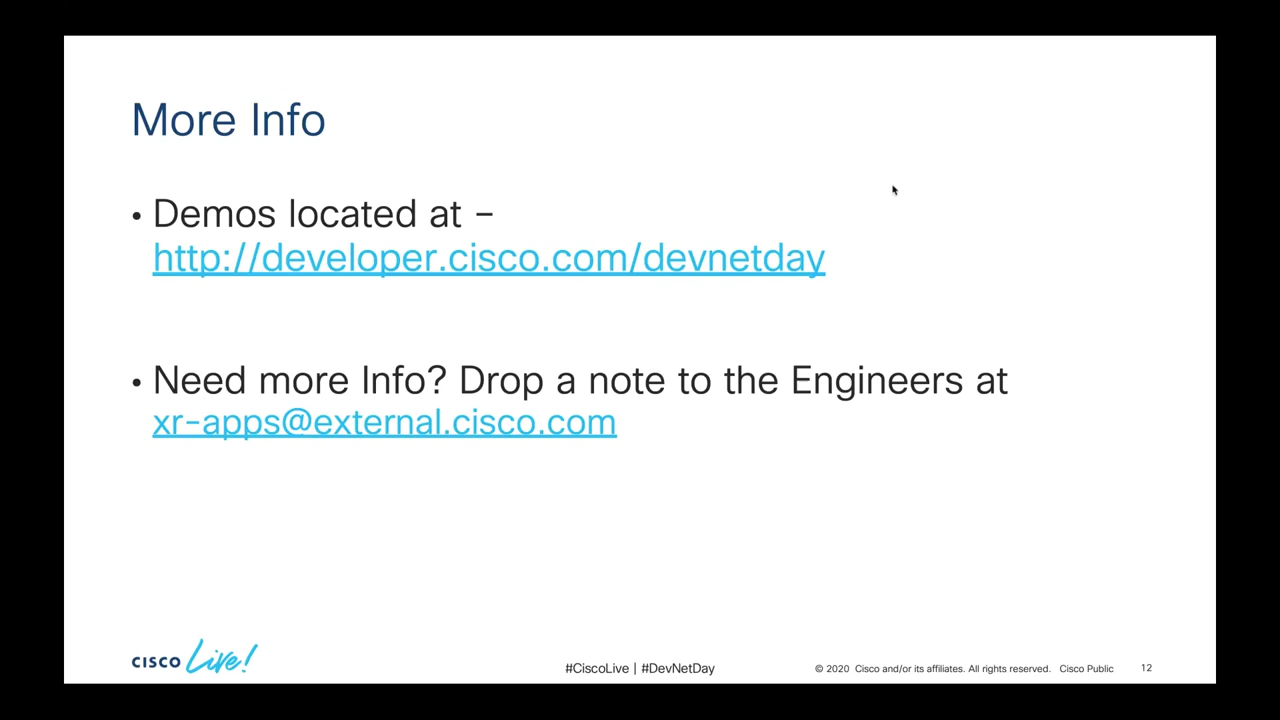 More Info
• Demos located at –
http://developer.cisco.com/devnetday
• Need more Info? Drop a note to the Engineers at
xr-apps@external.cisco.com
CISCO Live!
#CiscoLive | #DevNetDay
© 2020 Cisco and/or its affiliates. All rights reserved. Cisco Public
12